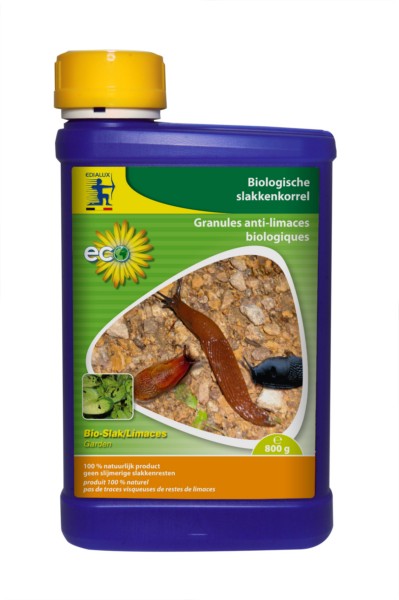 EDIALUX
Biologische
slakkenkorrel
Granules anti-limaces
biologiques
eco
Bio-Slak/Limaces
Garden
℮
800 g
100 % natuurlijk product
geen slijmerige slakkenresten
produit 100 % naturel
pas de traces visqueuses de restes de limaces